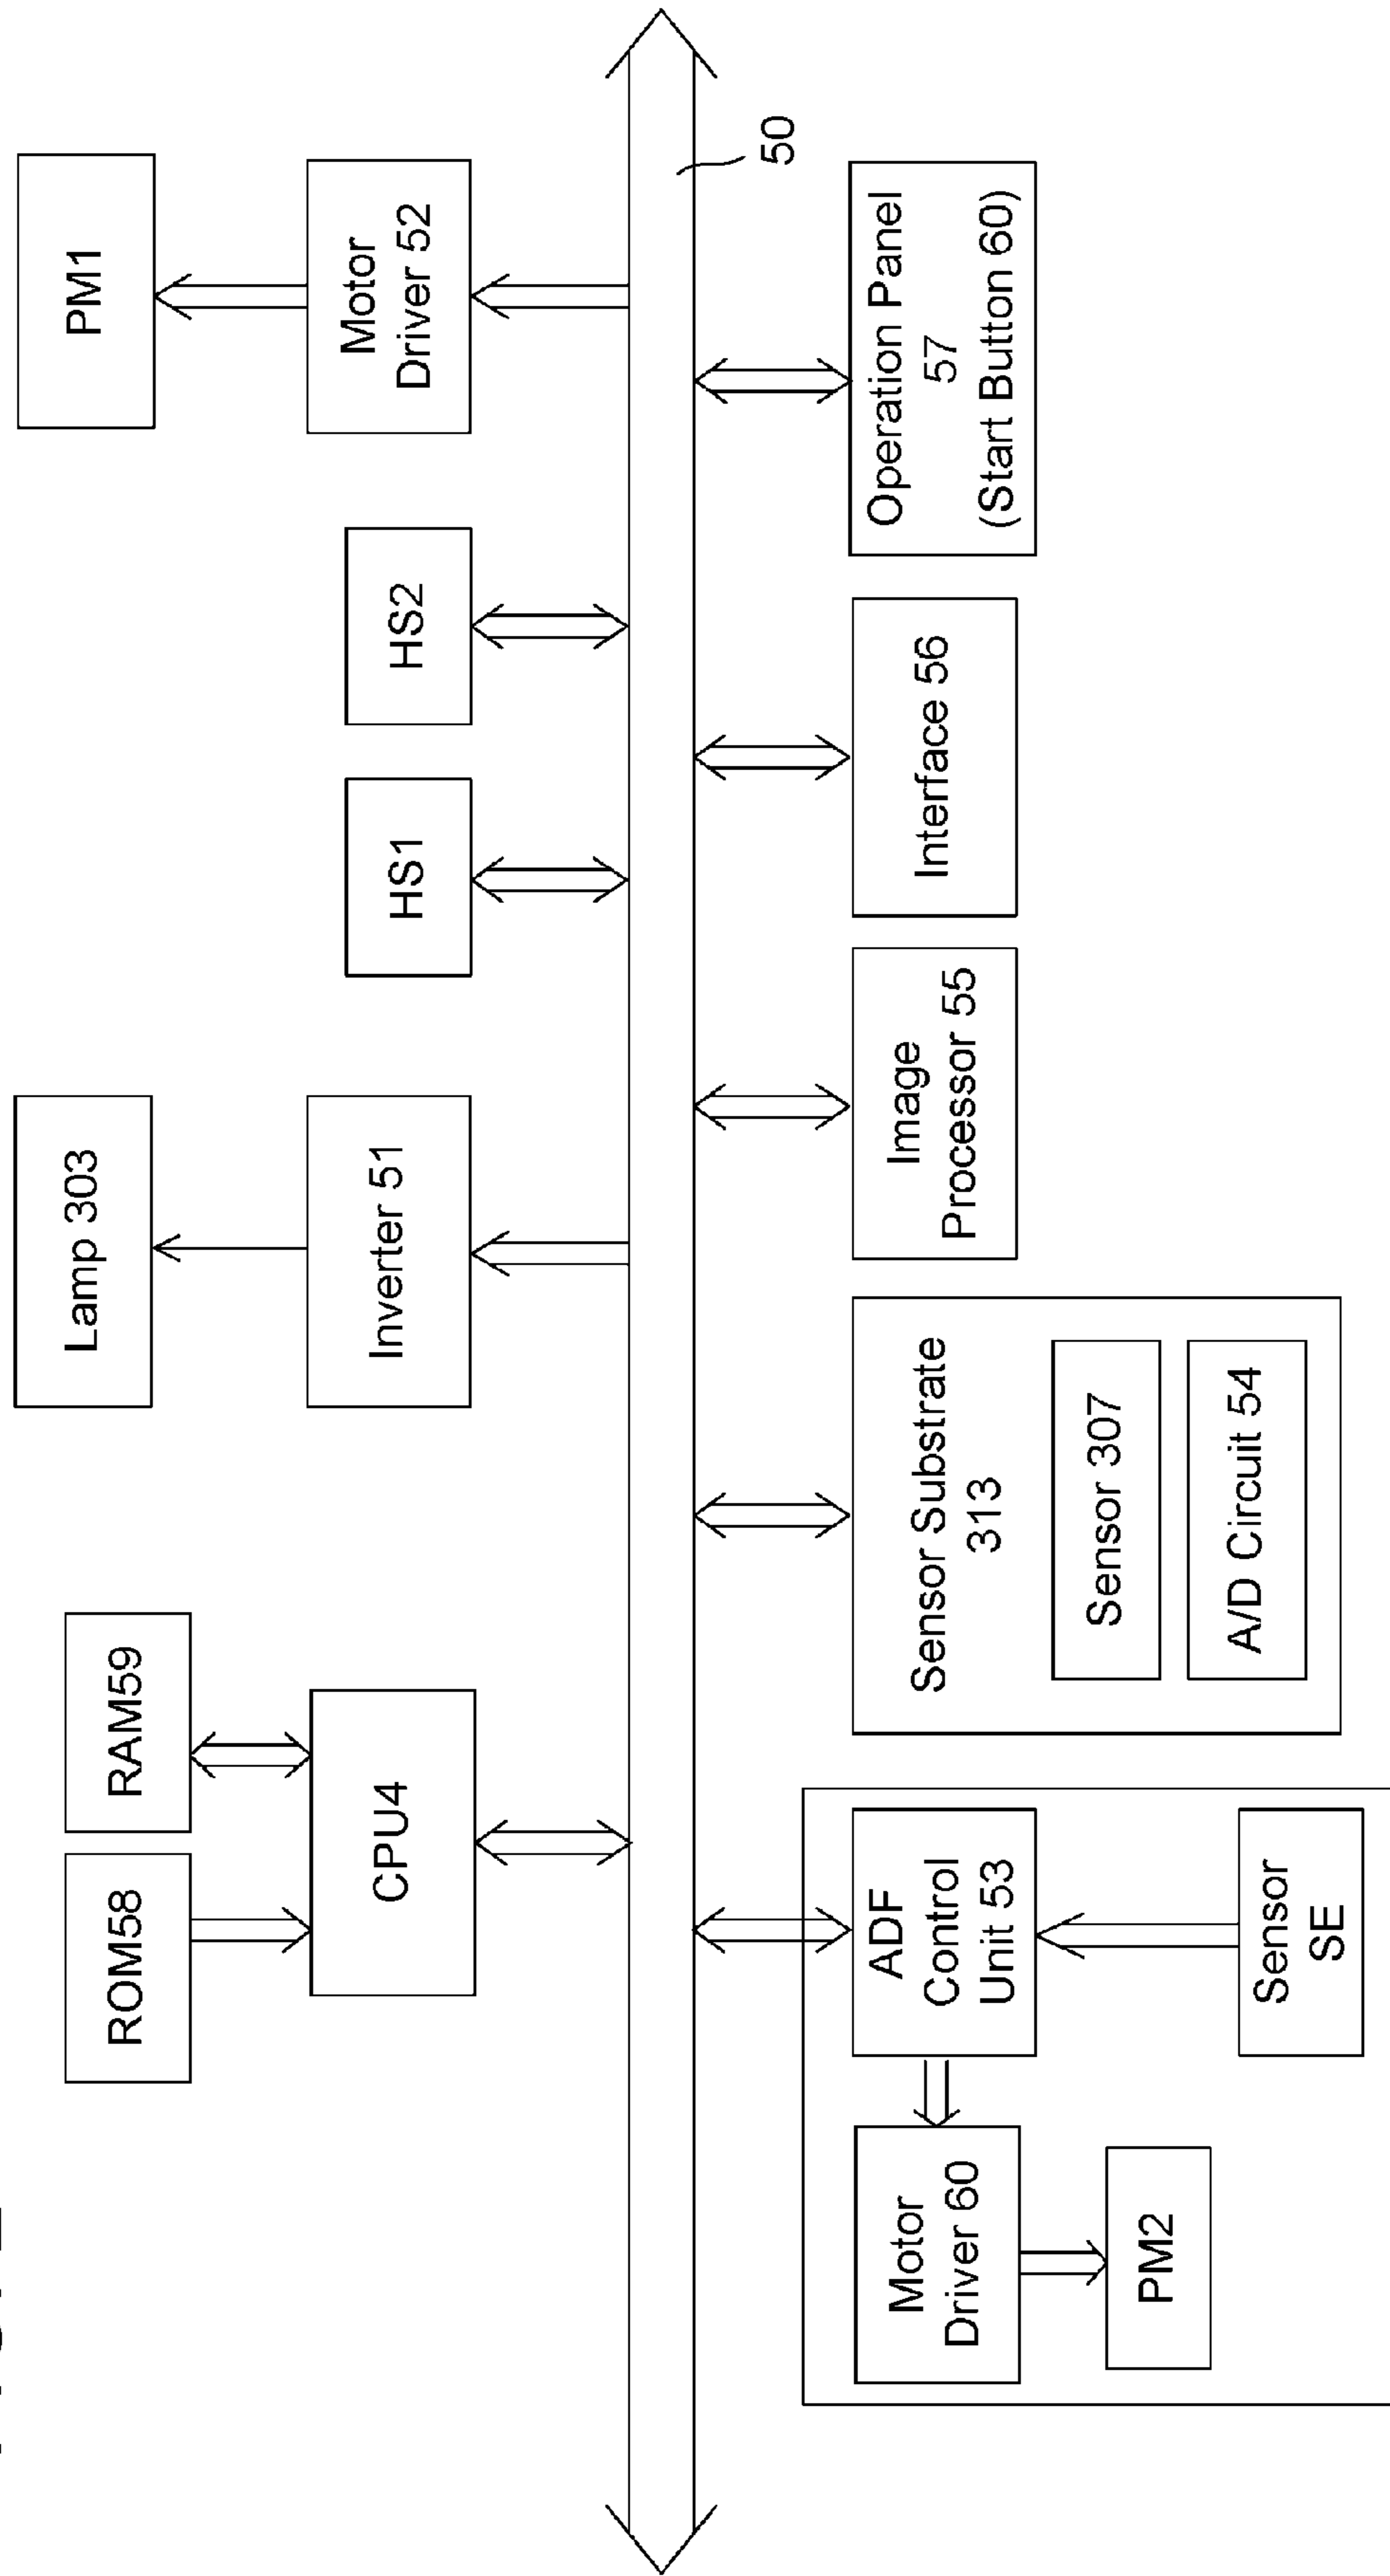 ROM58
RAM59
CPU4
Lamp 303
Inverter 51
HS1
HS2
PM1
Motor
Driver 52
50
ADF
Control
Unit 53
Motor
Driver 60
PM2
Sensor
SE
Sensor Substrate
313
Sensor 307
A/D Circuit 54
Image
Processor 55
Interface 56
Operation Panel
57
(Start Button 60)